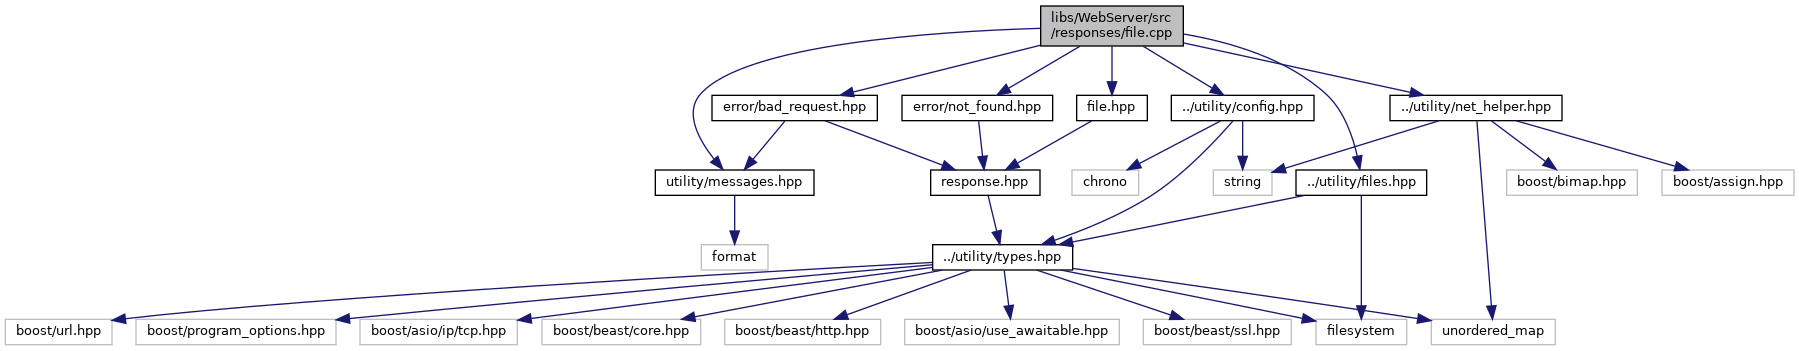 libs/WebServer/src
/responses/file.cpp
error/bad_request.hpp
error/not_found.hpp
file.hpp
../utility/config.hpp
../utility/net_helper.hpp
utility/messages.hpp
response.hpp
chrono
string
../utility/files.hpp
boost/bimap.hpp
boost/assign.hpp
format
../utility/types.hpp
boost/url.hpp
boost/program_options.hpp
boost/asio/ip/tcp.hpp
boost/beast/core.hpp
boost/beast/http.hpp
boost/asio/use_awaitable.hpp
boost/beast/ssl.hpp
filesystem
unordered_map